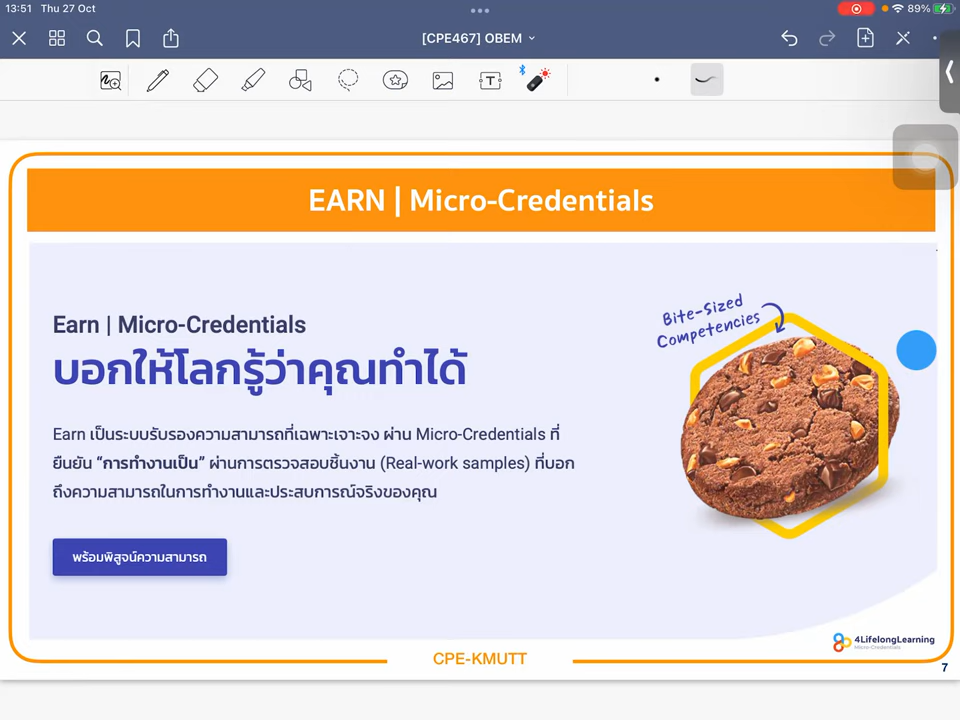 13:51 Thu 27 Oct
89%
[CPE467] OBEM
T
EARN | Micro-Credentials
Earn | Micro-Credentials
บอกให้โลกรู้ว่าคุณทำได้
Earn เป็นระบบรับรองความสามารถที่เฉพาะเจาะจง ผ่าน Micro-Credentials ที่
ยืนยัน “การทำงานเป็น” ผ่านการตรวจสอบชิ้นงาน (Real-work samples) ที่บอก
ถึงความสามารถในการทำงานและประสบการณ์จริงของคุณ
พร้อมพิสูจน์ความสามารถ
Bite-Sized
Competencies
4LifelongLearning
Micro-Credentials
CPE-KMUTT
7